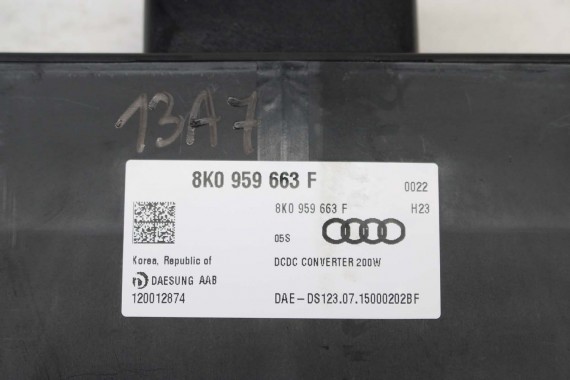 13A7
8K0 959 663 F
0022
8K0 959 663 F H23
05S
Korea, Republic of DCDC CONVERTER 200W
DAESUNG AAB
120012874 DAE-DS123.07.15000202BF